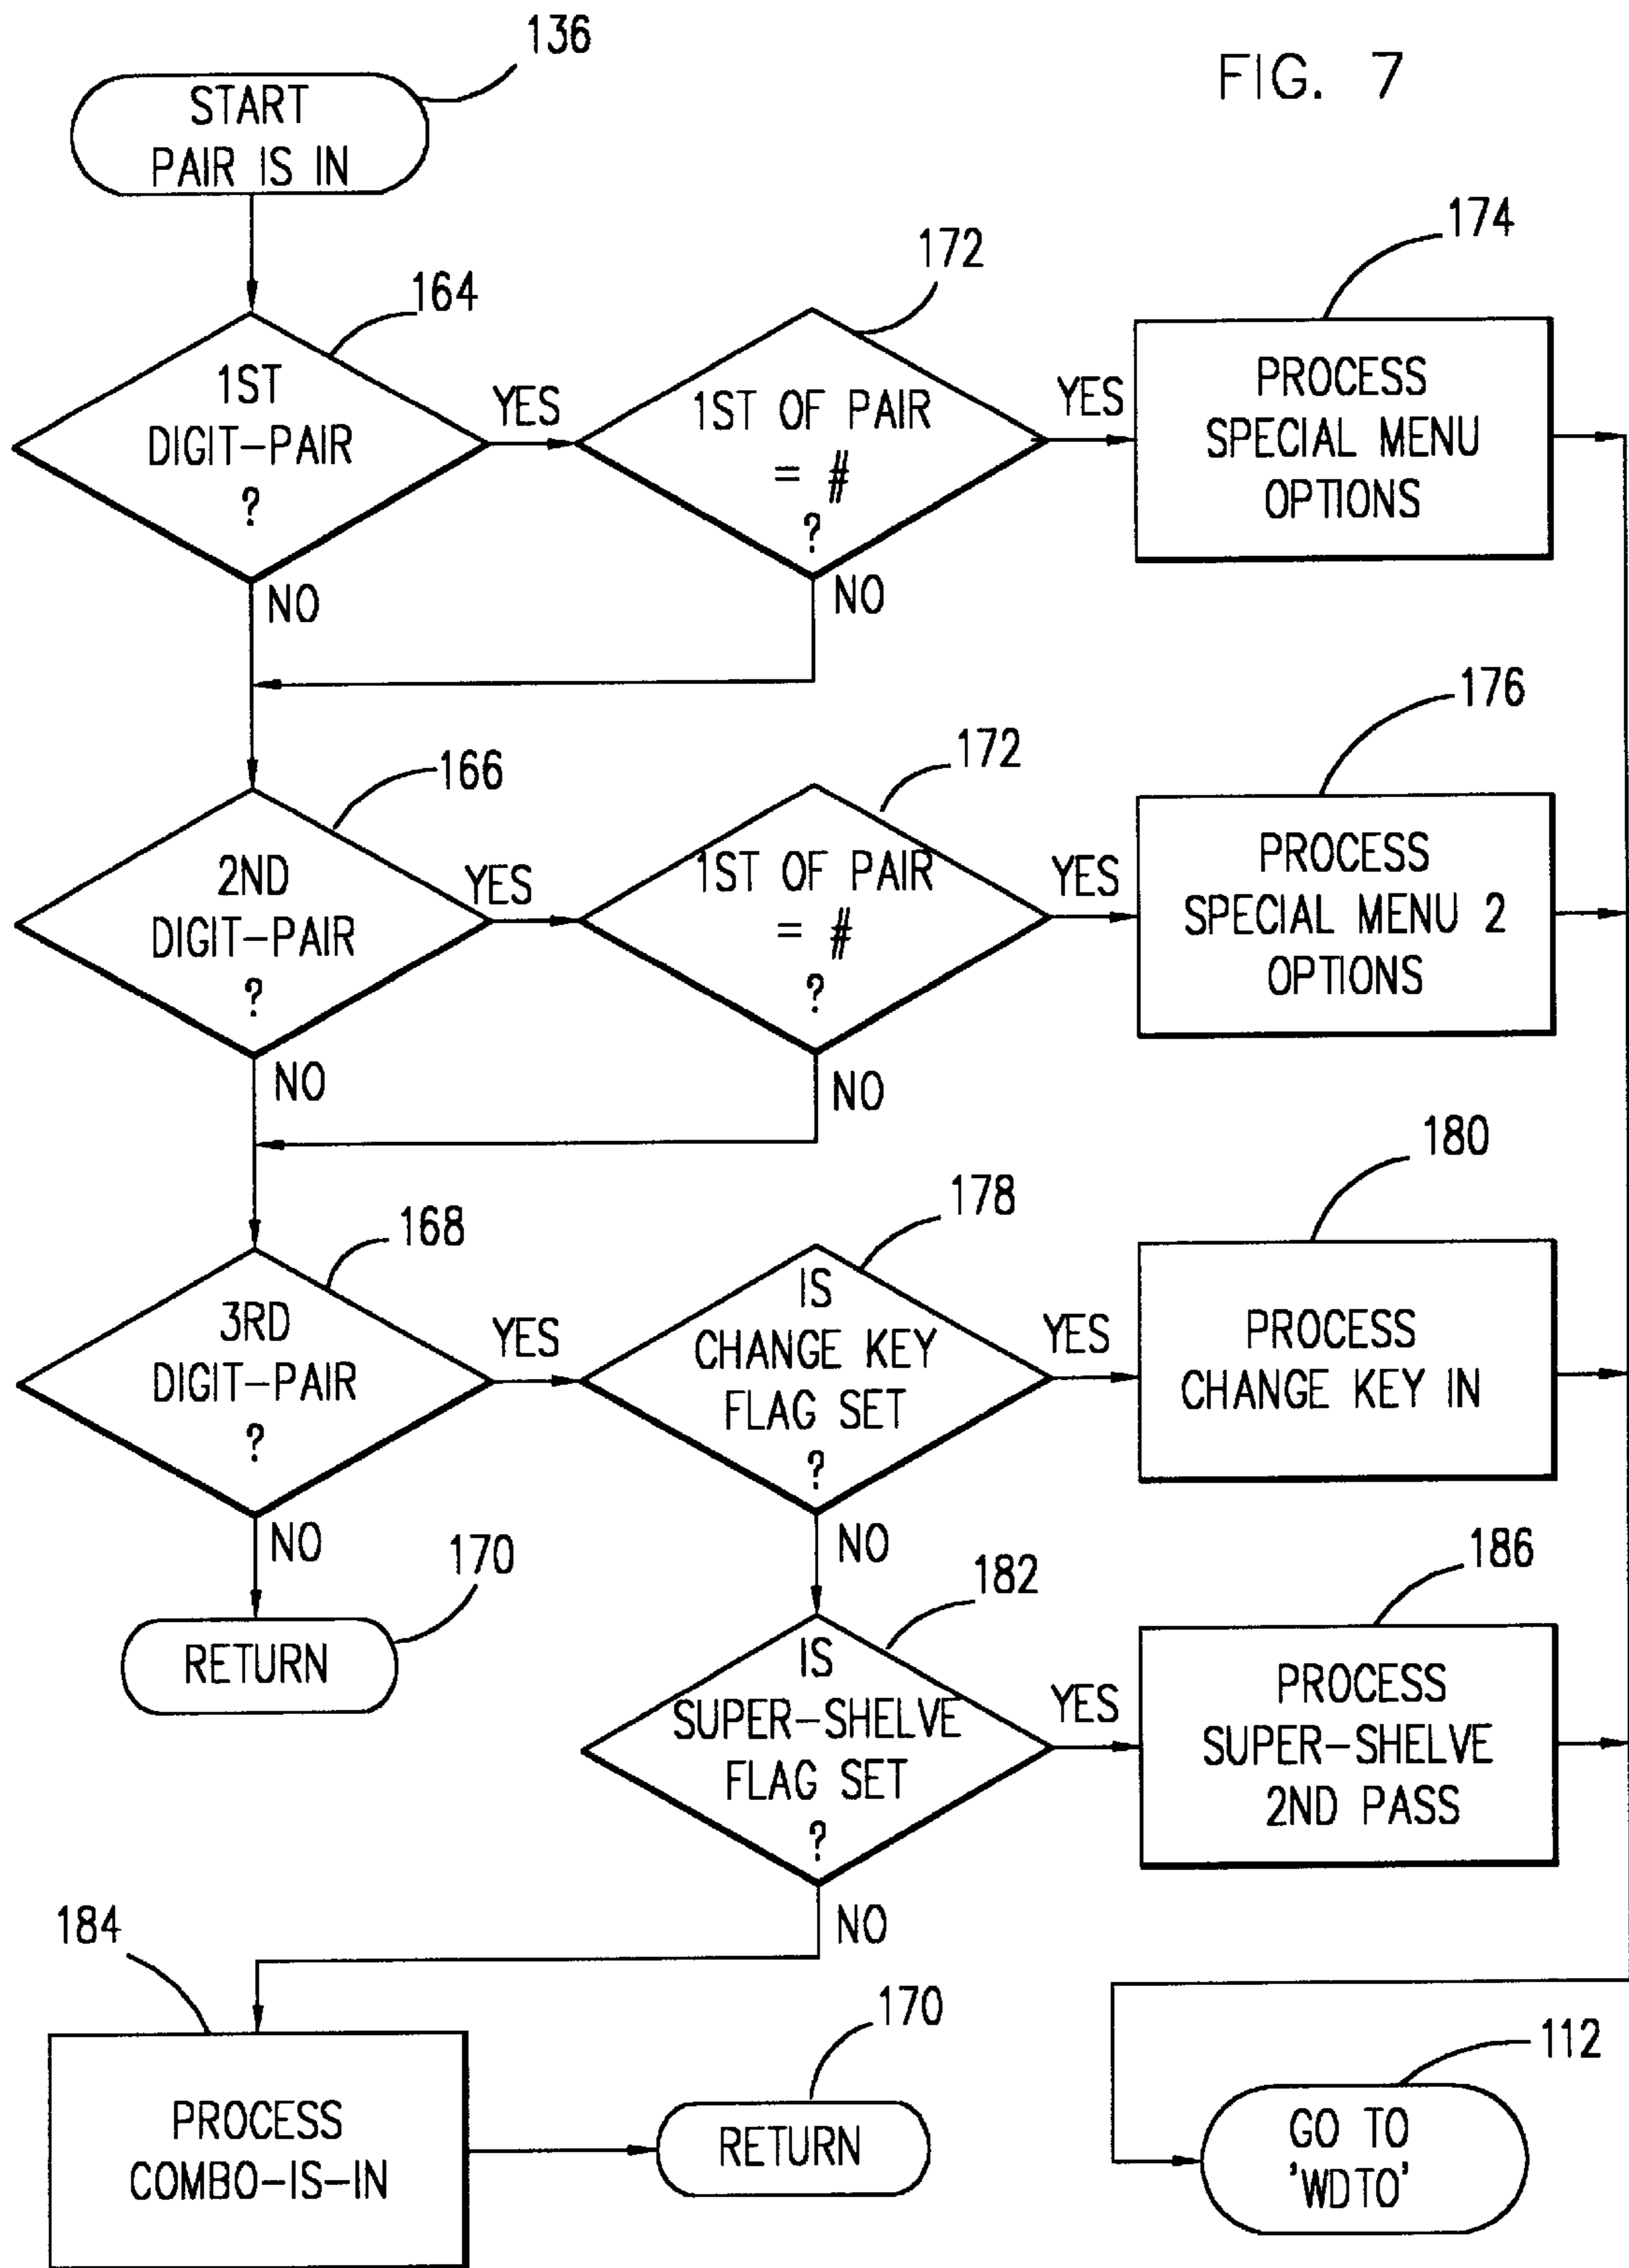 136
FIG. 7
START
PAIR IS IN
174
172
164
1ST
DIGIT-PAIR
?
YES
1ST OF PAIR
= #
?
YES
PROCESS
SPECIAL MENU
OPTIONS
NO
NO
176
172
166
2ND
DIGIT-PAIR
?
YES
1ST OF PAIR
= #
?
YES
PROCESS
SPECIAL MENU 2
OPTIONS
NO
NO
180
178
168
3RD
DIGIT-PAIR
?
YES
IS
CHANGE KEY
FLAG SET
?
YES
PROCESS
CHANGE KEY IN
NO
NO
170
RETURN
182
186
IS
SUPER-SHELVE
FLAG SET
?
YES
PROCESS
SUPER-SHELVE
2ND PASS
NO
184
PROCESS
COMBO-IS-IN
170
RETURN
112
GO TO
'WDTO'